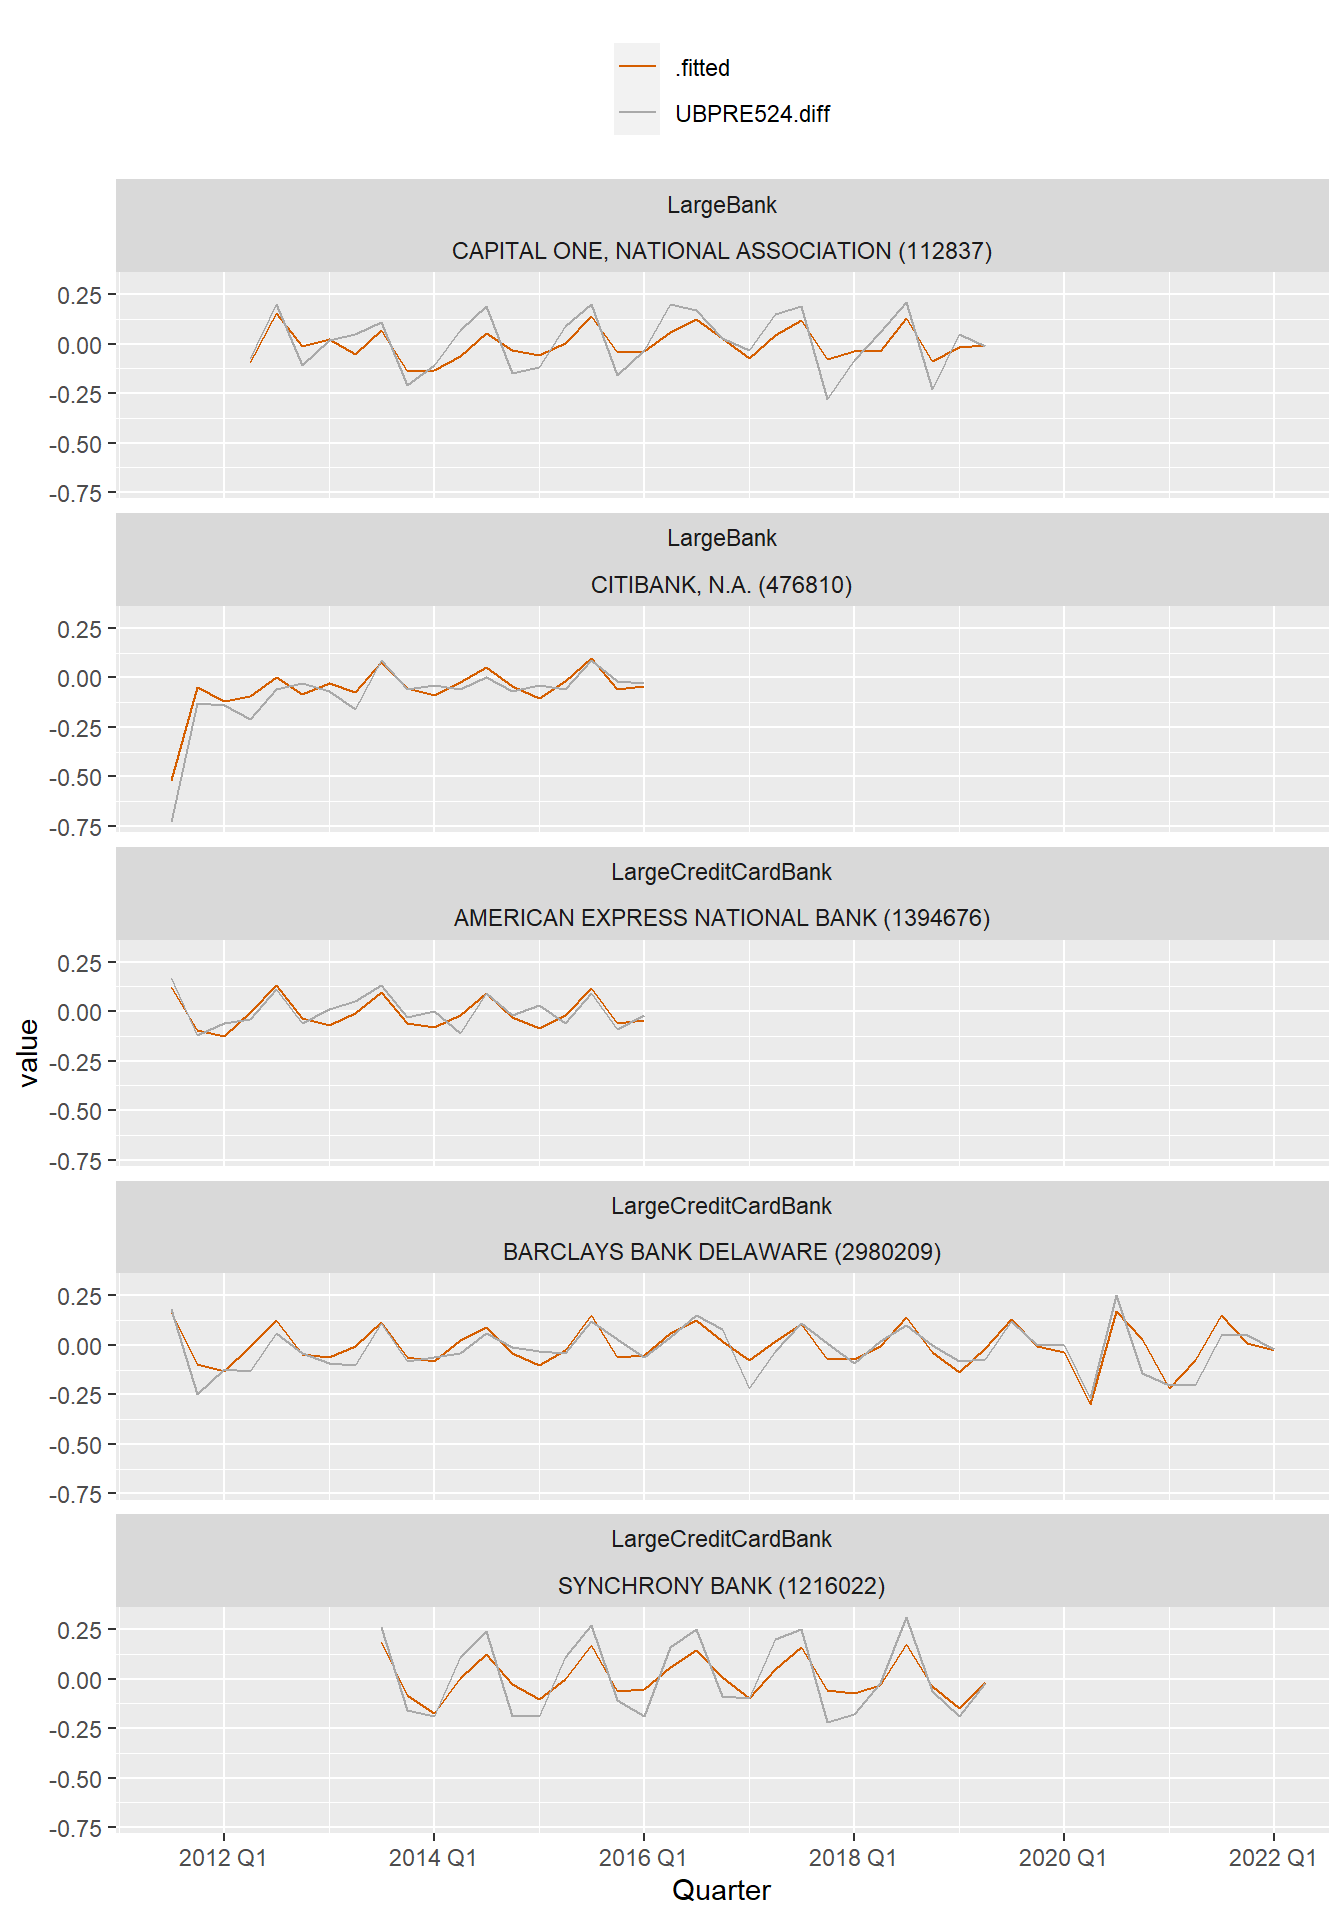 .fitted
UBPRE524.diff
LargeBank
CAPITAL ONE, NATIONAL ASSOCIATION (112837)
0.25
0.00
-0.25
-0.50
-0.75
LargeBank
CITIBANK, N.A. (476810)
0.25
0.00
-0.25
-0.50
-0.75
LargeCreditCardBank
AMERICAN EXPRESS NATIONAL BANK (1394676)
0.25
0.00
-0.25
-0.50
-0.75
value
LargeCreditCardBank
BARCLAYS BANK DELAWARE (2980209)
0.25
0.00
-0.25
-0.50
-0.75
LargeCreditCardBank
SYNCHRONY BANK (1216022)
0.25
0.00
-0.25
-0.50
-0.75
2012 Q1 2014 Q1 2016 Q1 2018 Q1 2020 Q1 2022 Q1
Quarter